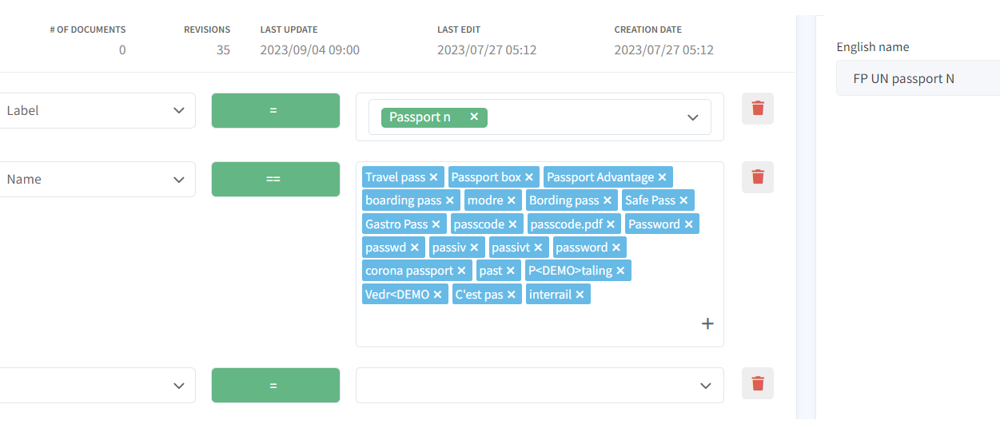 # OF DOCUMENTS REVISIONS LAST UPDATE LAST EDIT CREATION DATE
0 35 2023/09/04 09:00 2023/07/27 05:12 2023/07/27 05:12
English name
FP UN passport N
Label = Passport n ×
Name ==
Travel pass × Passport box × Passport Advantage ×
boarding pass × modre × Bording pass × Safe Pass ×
Gastro Pass × passcode × passcode.pdf × Password ×
passwd × passiv × passivt × password ×
corona passport × past × P<DEMO>taling ×
Vedr<DEMO × C'est pas × interrail ×
+
=